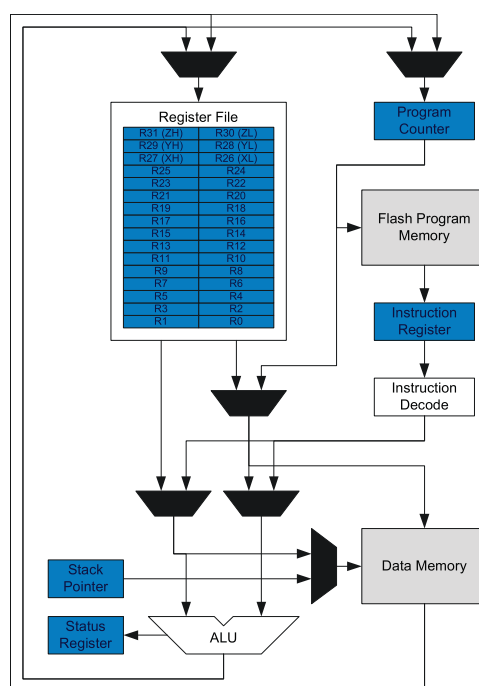 Register File
R31 (ZH) R30 (ZL)
R29 (YH) R28 (YL)
R27 (XH) R26 (XL)
R25 R24
R23 R22
R21 R20
R19 R18
R17 R16
R15 R14
R13 R12
R11 R10
R9 R8
R7 R6
R5 R4
R3 R2
R1 R0
Program
Counter
Flash Program
Memory
Instruction
Register
Instruction
Decode
Data Memory
Stack
Pointer
Status
Register
ALU